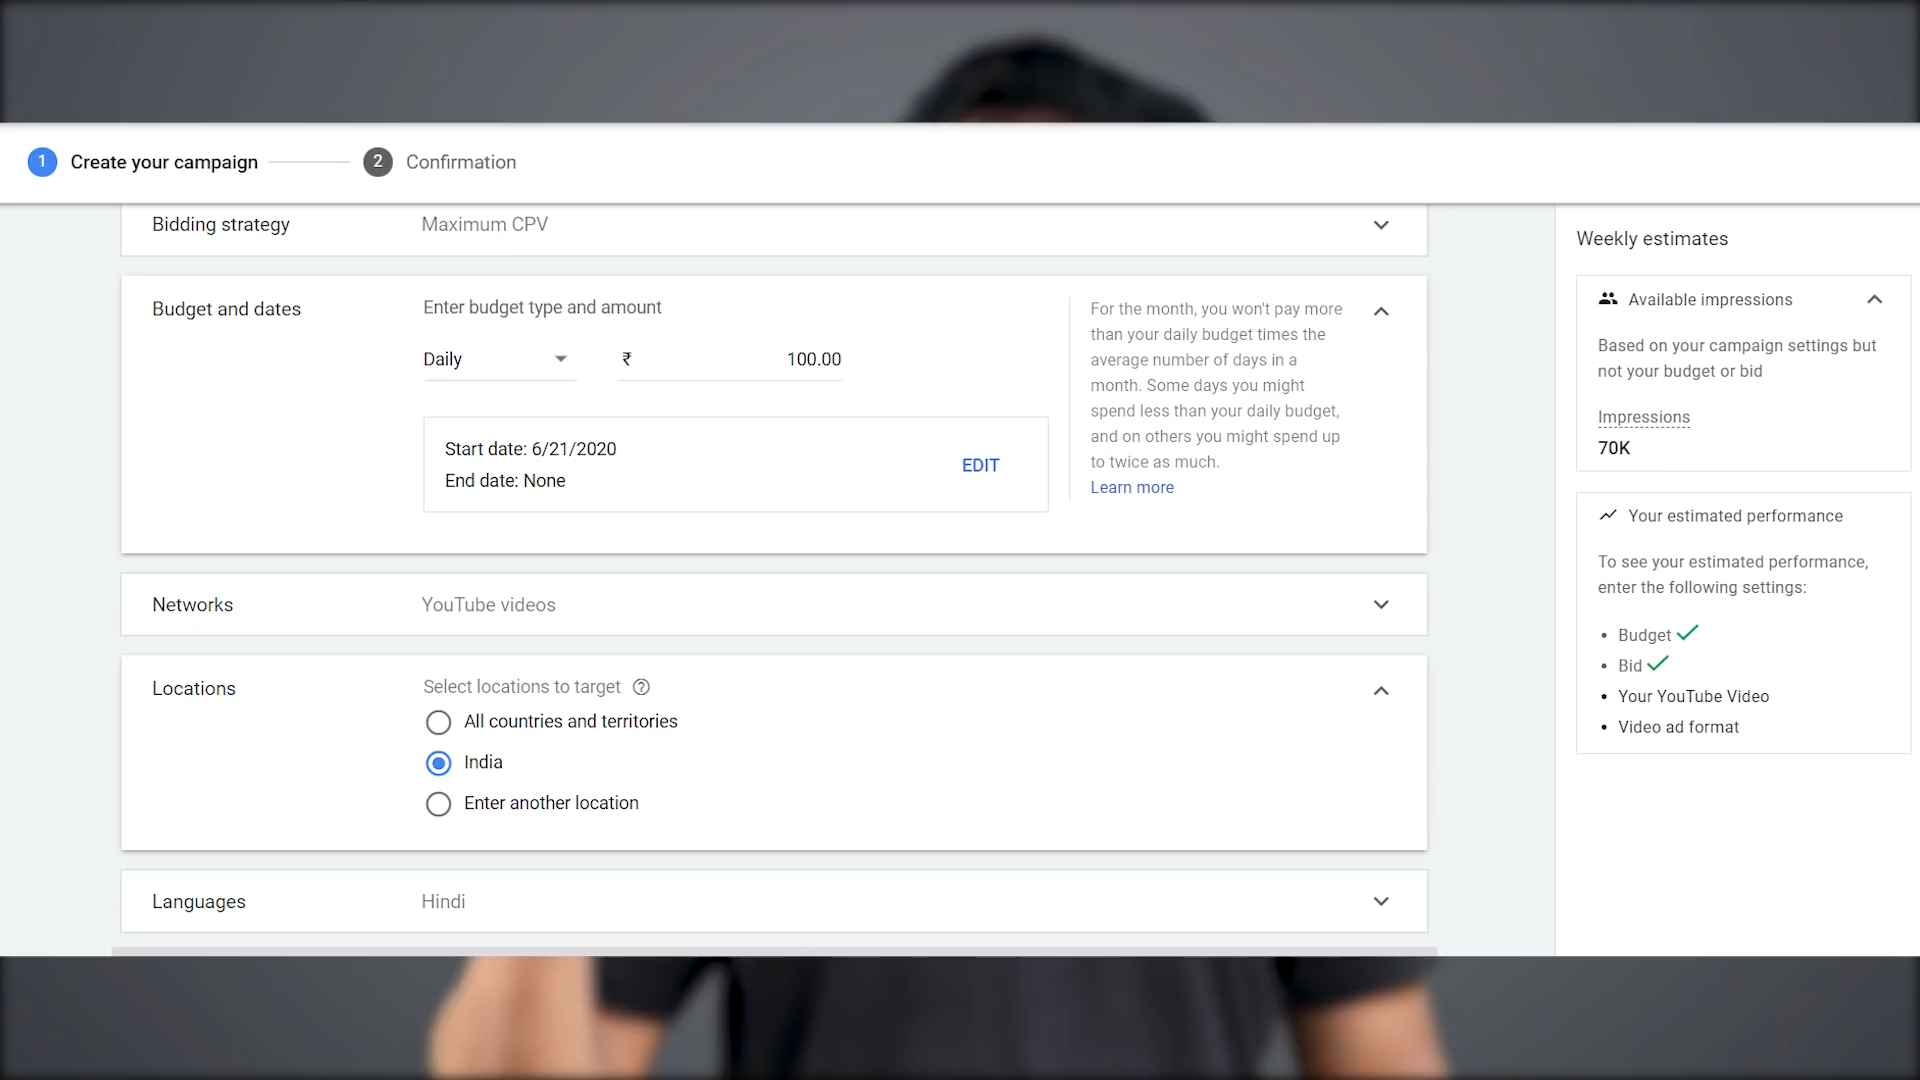 1 Create your campaign 2 Confirmation
Bidding strategy Maximum CPV
Budget and dates
Enter budget type and amount
Daily ₹ 100.00
Start date: 6/21/2020
End date: None
EDIT
For the month, you won't pay more
than your daily budget times the
average number of days in a
month. Some days you might
spend less than your daily budget,
and on others you might spend up
to twice as much.
Learn more
Networks YouTube videos
Locations
Select locations to target ?
All countries and territories
India
Enter another location
Languages Hindi
Weekly estimates
Available impressions
Based on your campaign settings but
not your budget or bid
Impressions
70K
Your estimated performance
To see your estimated performance,
enter the following settings:
• Budget
• Bid
• Your YouTube Video
• Video ad format